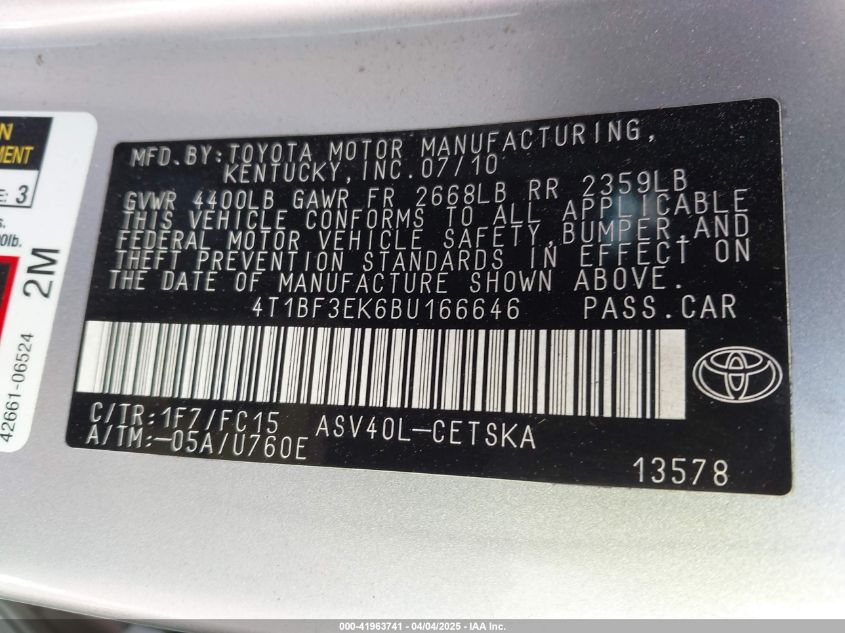 N
MENT
E: 3
s.
00lb.
2M
42661-06524
MFD. BY: TOYOTA MOTOR MANUFACTURING,
KENTUCKY, INC. 07/10
GVWR 4400LB GAWR FR 2668LB RR 2359LB
THIS VEHICLE CONFORMS TO ALL APPLICABLE
FEDERAL MOTOR VEHICLE SAFETY, BUMPER, AND
THEFT PREVENTION STANDARDS IN EFFECT ON
THE DATE OF MANUFACTURE SHOWN ABOVE.
4T1BF3EK6BU166646 PASS. CAR
C/TR: 1F7/FC15 ASV40L-CETSKA
A/TM: -05A/U760E
13578
000-41963741 - 04/04/2025 - IAA Inc.